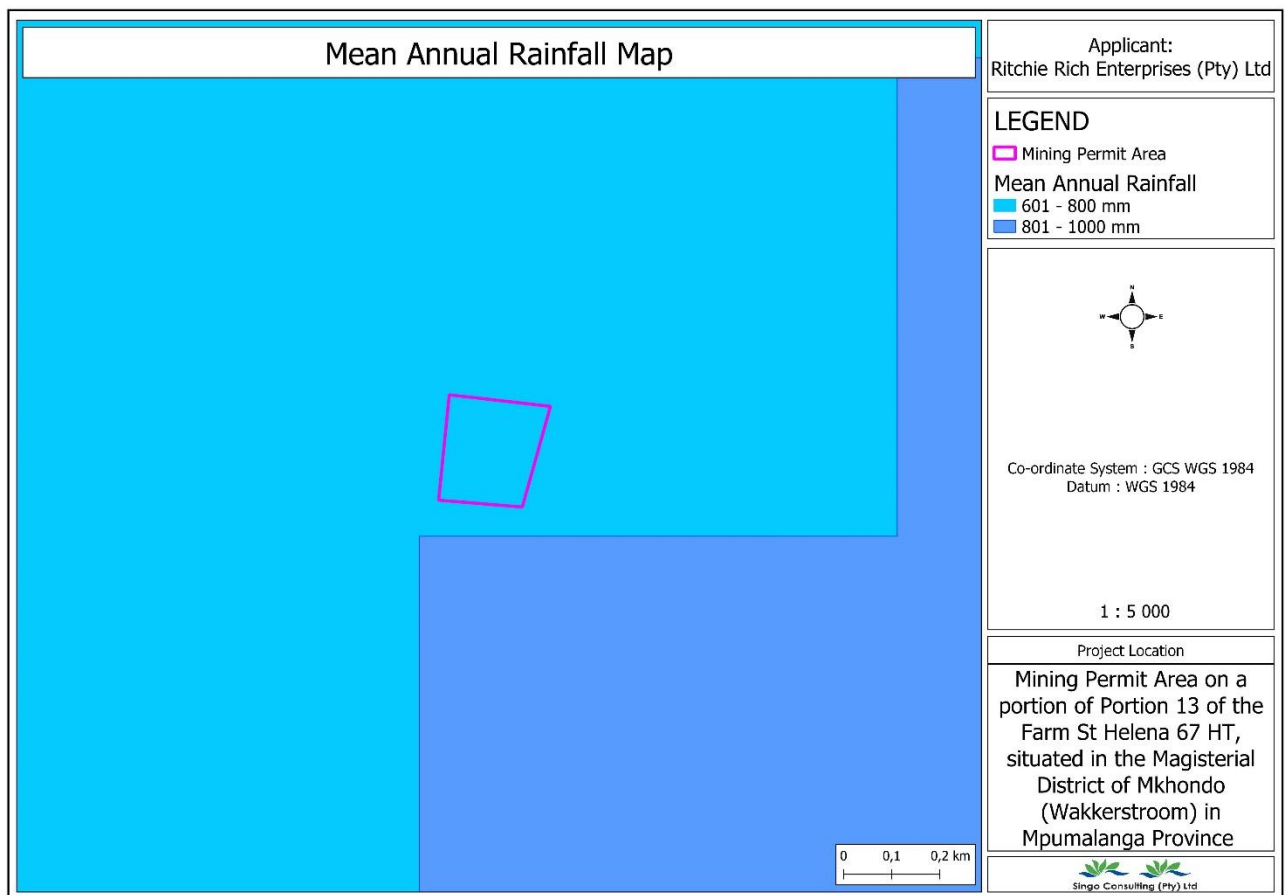 Mean Annual Rainfall Map
Applicant:
Ritchie Rich Enterprises (Pty) Ltd
LEGEND
Mining Permit Area
Mean Annual Rainfall
601 - 800 mm
801 - 1000 mm
N
W E
S
Co-ordinate System : GCS WGS 1984
Datum : WGS 1984
1 : 5 000
Project Location
Mining Permit Area on a
portion of Portion 13 of the
Farm St Helena 67 HT,
situated in the Magisterial
District of Mkhondo
(Wakkerstroom) in
Mpumalanga Province
0 0,1 0,2 km
Singo Consulting (Pty) Ltd